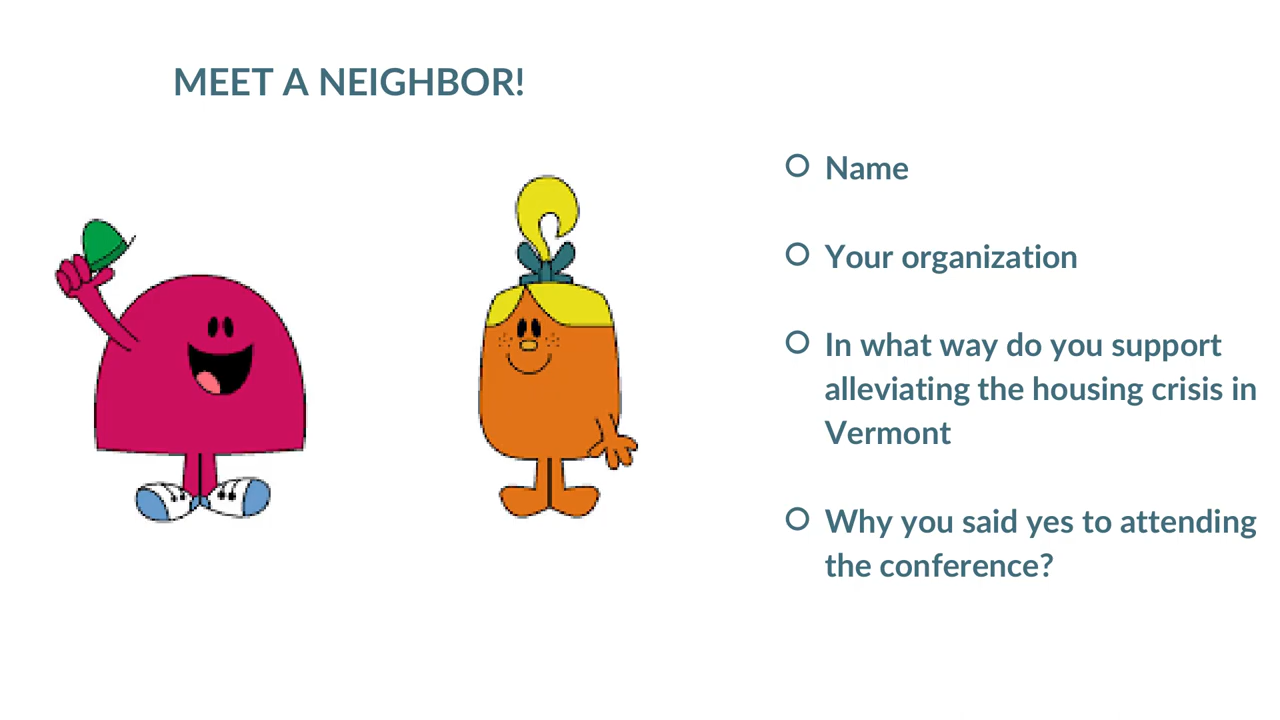 MEET A NEIGHBOR!
Name
Your organization
In what way do you support
alleviating the housing crisis in
Vermont
Why you said yes to attending
the conference?